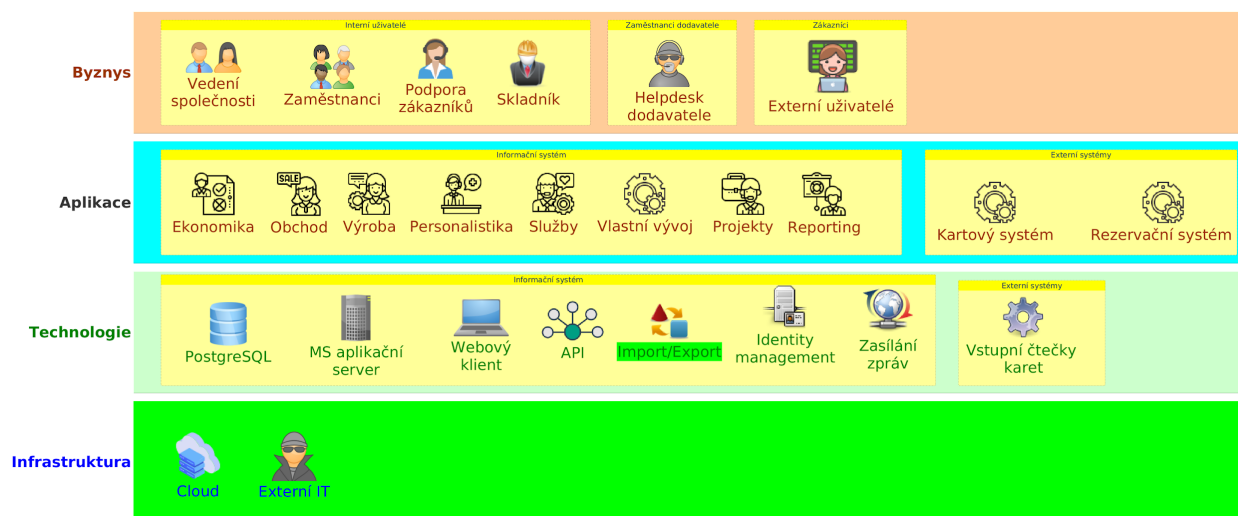 Byznys
Interní uživatelé
Vedení
společnosti
Zaměstnanci
Podpora
zákazníků
Skladník
Zaměstnanci dodavatele
Helpdesk
dodavatele
Zákazníci
Externí uživatelé
Aplikace
Informační systém
Ekonomika
SALE
Obchod
Výroba
Personalistika
Služby
Vlastní vývoj
Projekty
Reporting
Externí systémy
Kartový systém
Rezervační systém
Technologie
Informační systém
PostgreSQL
MS aplikační
server
Webový
klient
API
Import/Export
Identity
management
Zasílání
zpráv
Externí systémy
Vstupní čtečky
karet
Infrastruktura
Cloud
Externí IT